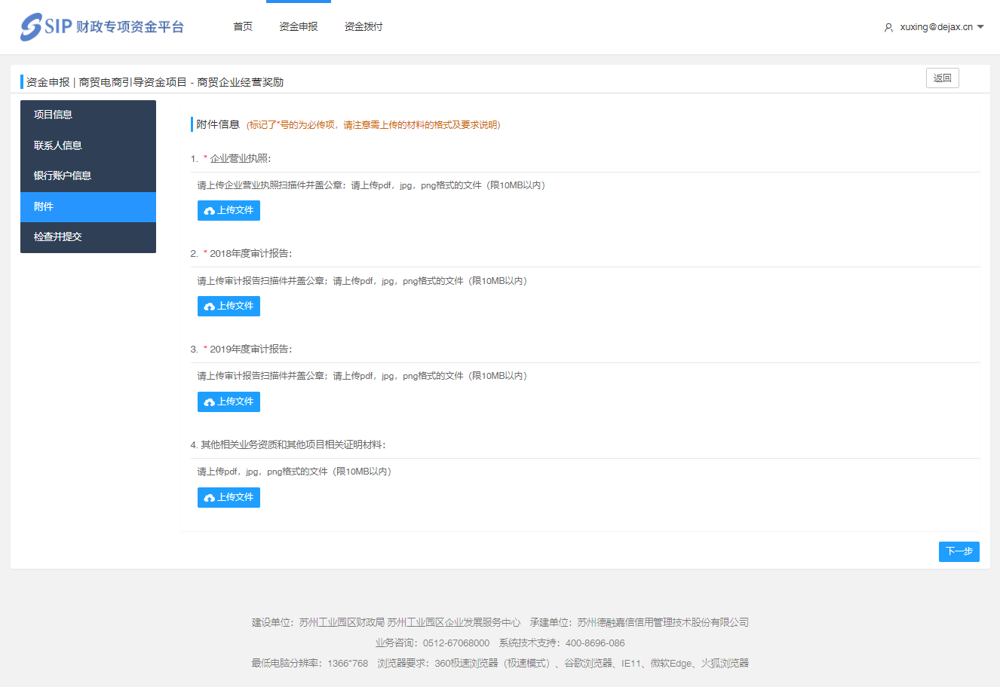 SIP 财政专项资金平台
首页 资金申报 资金拨付
xuxing@dejax.cn
资金申报 | 商贸电商引导资金项目 - 商贸企业经营奖励
返回
项目信息
联系人信息
银行账户信息
附件
检查并提交
附件信息 (标记了*号的为必传项，请注意需上传的材料的格式及要求说明)
1. * 企业营业执照：
请上传企业营业执照扫描件并盖公章；请上传pdf，jpg，png格式的文件（限10MB以内）
上传文件
2. * 2018年度审计报告：
请上传审计报告扫描件并盖公章；请上传pdf，jpg，png格式的文件（限10MB以内）
上传文件
3. * 2019年度审计报告：
请上传审计报告扫描件并盖公章；请上传pdf，jpg，png格式的文件（限10MB以内）
上传文件
4. 其他相关业务资质和其他项目相关证明材料：
请上传pdf，jpg，png格式的文件（限10MB以内）
上传文件
下一步
建设单位：苏州工业园区财政局 苏州工业园区企业发展服务中心 承建单位：苏州德融嘉信信用管理技术股份有限公司
业务咨询：0512-67068000 系统技术支持：400-8696-086
最低电脑分辨率：1366*768 浏览器要求：360极速浏览器（极速模式）、谷歌浏览器、IE11、微软Edge、火狐浏览器